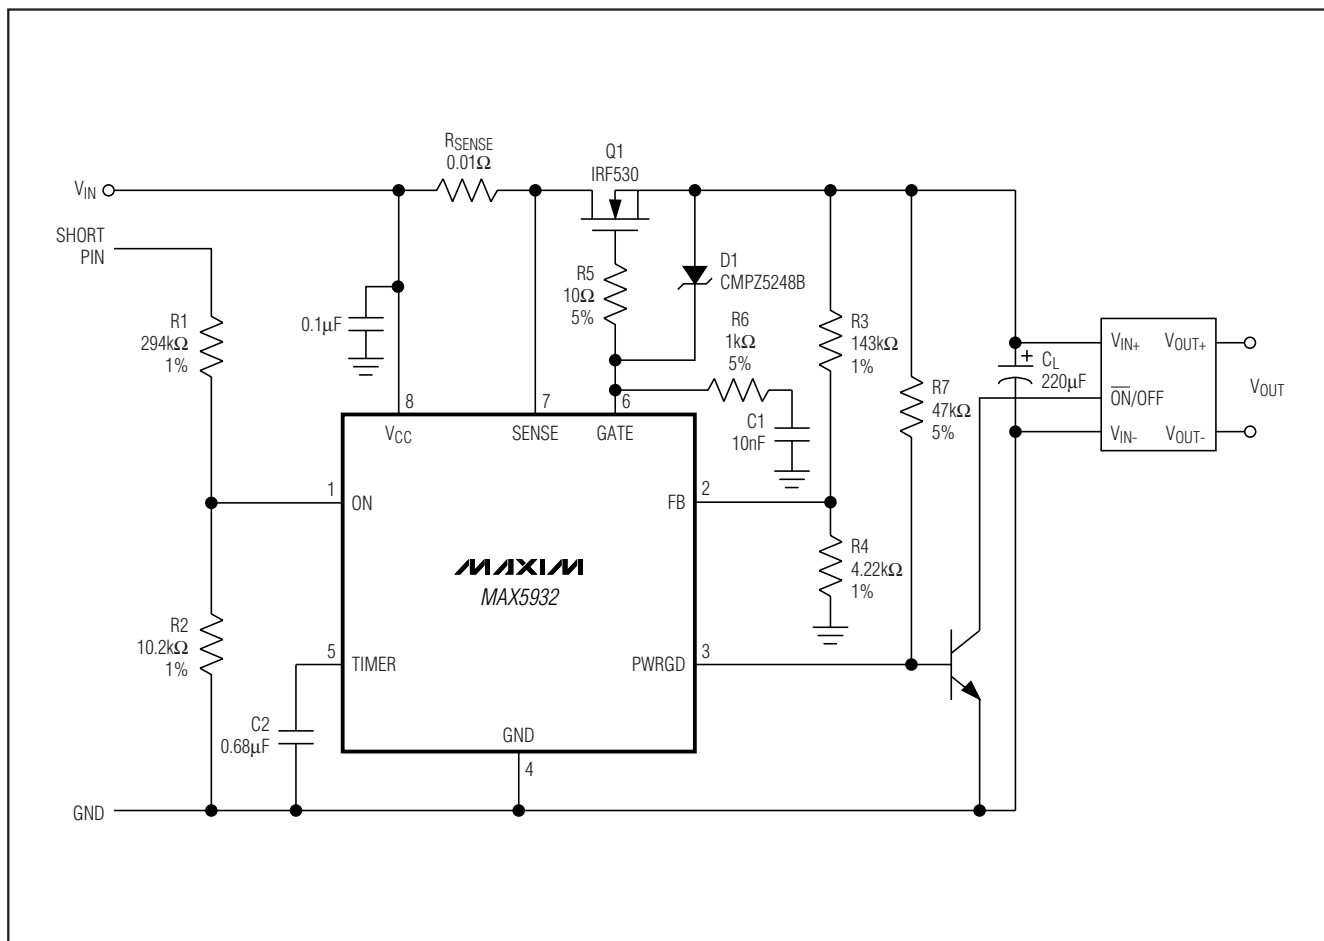 RSENSE
0.01Ω
Q1
IRF530
VIN
SHORT
PIN
R1
294kΩ
1%
0.1µF
R5
10Ω
5%
D1
CMPZ5248B
R6
1kΩ
5%
C1
10nF
R3
143kΩ
1%
R7
47kΩ
5%
+
CL
220µF
VIN+
VOUT+
ON/OFF
VIN-
VOUT-
VOUT
8
7
6
VCC
SENSE
GATE
1
ON
2
FB
MAXIM
MAX5932
R4
4.22kΩ
1%
R2
10.2kΩ
1%
5
TIMER
3
PWRGD
C2
0.68µF
GND
4
GND